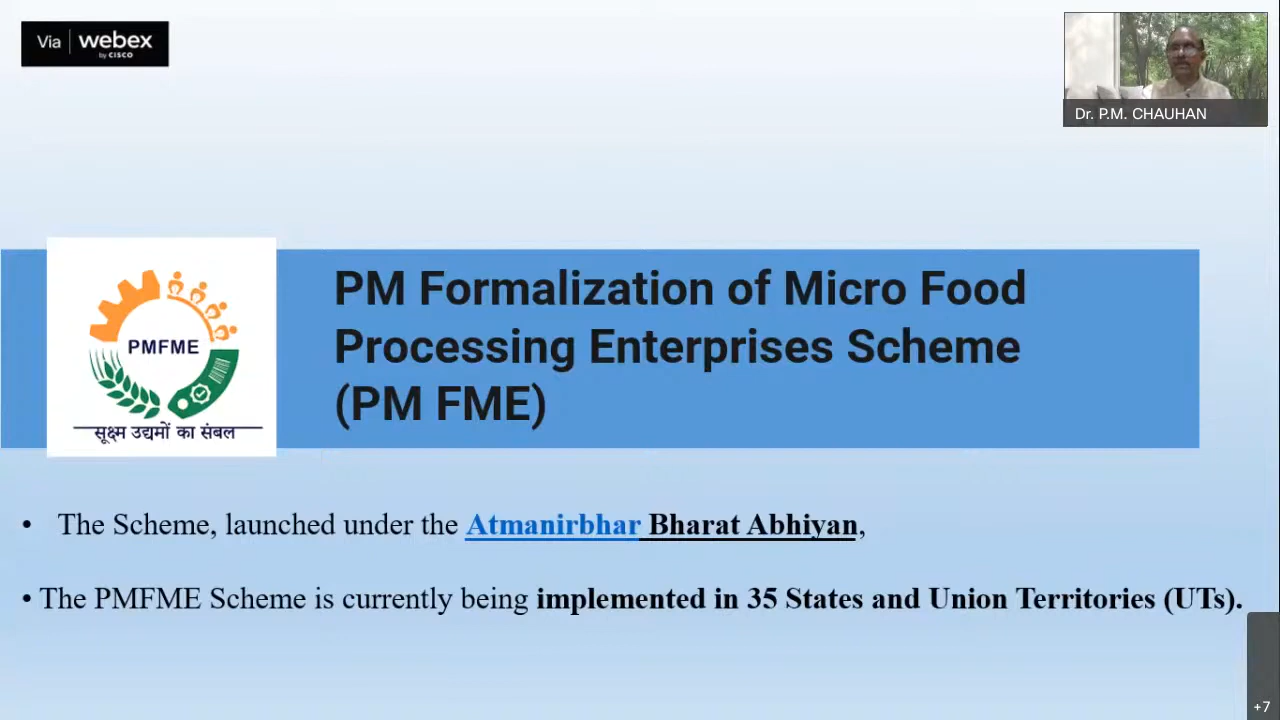 Via webex
by CISCO
Dr. P.M. CHAUHAN
PM Formalization of Micro Food
Processing Enterprises Scheme
(PM FME)
PMFME
सूक्ष्म उद्यमों का संबल
• The Scheme, launched under the Atmanirbhar Bharat Abhiyan,
• The PMFME Scheme is currently being implemented in 35 States and Union Territories (UTs).
+7